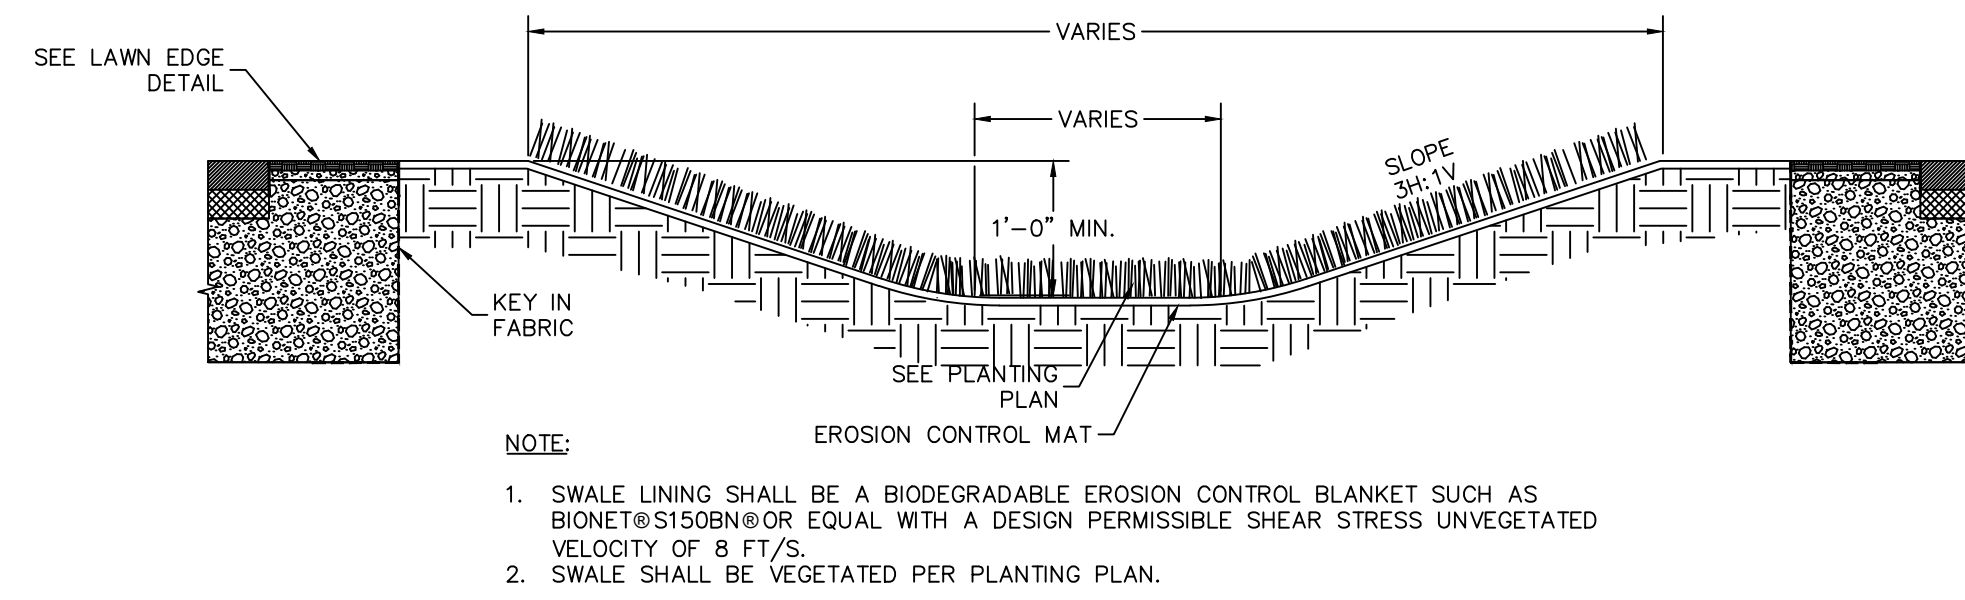 VARIES
SEE LAWN EDGE
DETAIL
VARIES
SLOPE
3H:1V
1'-0" MIN.
KEY IN
FABRIC
SEE PLANTING
PLAN
EROSION CONTROL MAT
NOTE:
1. SWALE LINING SHALL BE A BIODEGRADABLE EROSION CONTROL BLANKET SUCH AS
BIONET®S150BN®OR EQUAL WITH A DESIGN PERMISSIBLE SHEAR STRESS UNVEGETATED
VELOCITY OF 8 FT/S.
2. SWALE SHALL BE VEGETATED PER PLANTING PLAN.